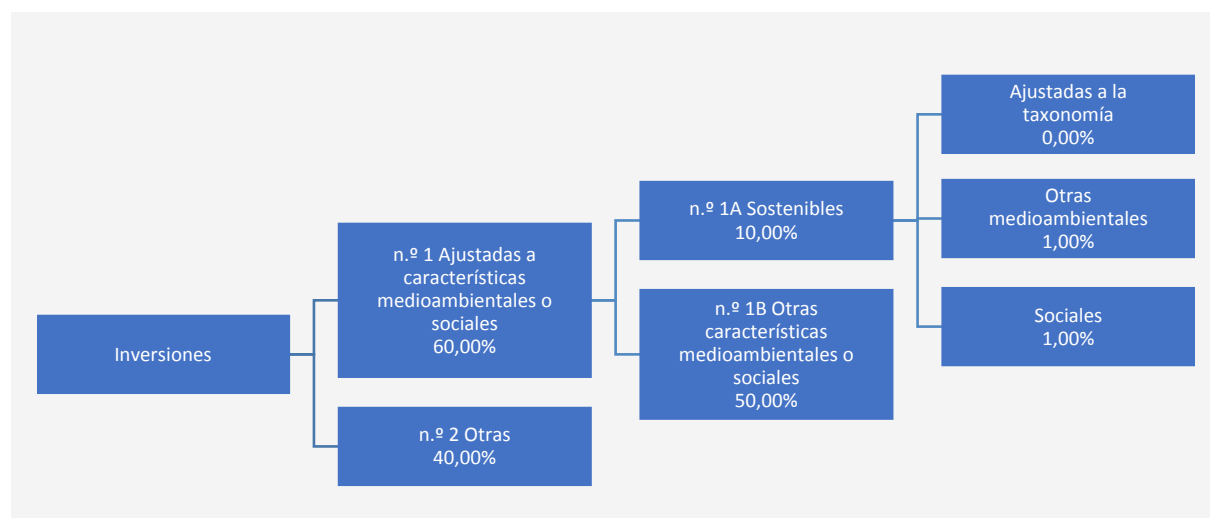 Inversiones
n.º 1 Ajustadas a
características
medioambientales o
sociales
60,00%
n.º 2 Otras
40,00%
n.º 1A Sostenibles
10,00%
n.º 1B Otras
características
medioambientales o
sociales
50,00%
Ajustadas a la
taxonomía
0,00%
Otras
medioambientales
1,00%
Sociales
1,00%